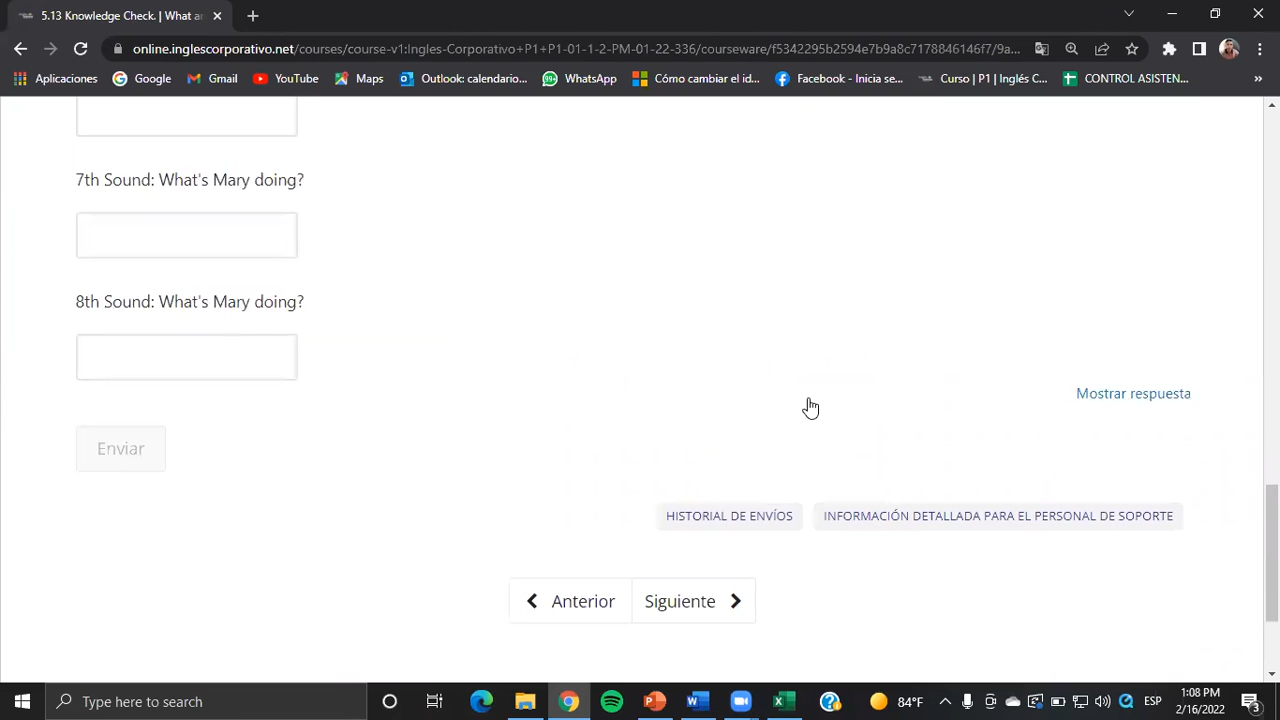 5.13 Knowledge Check. | What ar
online.inglescorporativo.net/courses/course-v1:Ingles-Corporativo+P1+P1-01-1-2-PM-01-22-336/courseware/f5342295b2594e7b9a8c7178846146f7/9a...
Aplicaciones Google Gmail YouTube Maps Outlook: calendario... 99+ WhatsApp Cómo cambiar el id... Facebook - Inicia se... Curso | P1 | Inglés C... CONTROL ASISTEN... »
7th Sound: What's Mary doing?
8th Sound: What's Mary doing?
Mostrar respuesta
Enviar
HISTORIAL DE ENVÍOS INFORMACIÓN DETALLADA PARA EL PERSONAL DE SOPORTE
Anterior Siguiente
Type here to search 84°F ESP 1:08 PM
2/16/2022 3